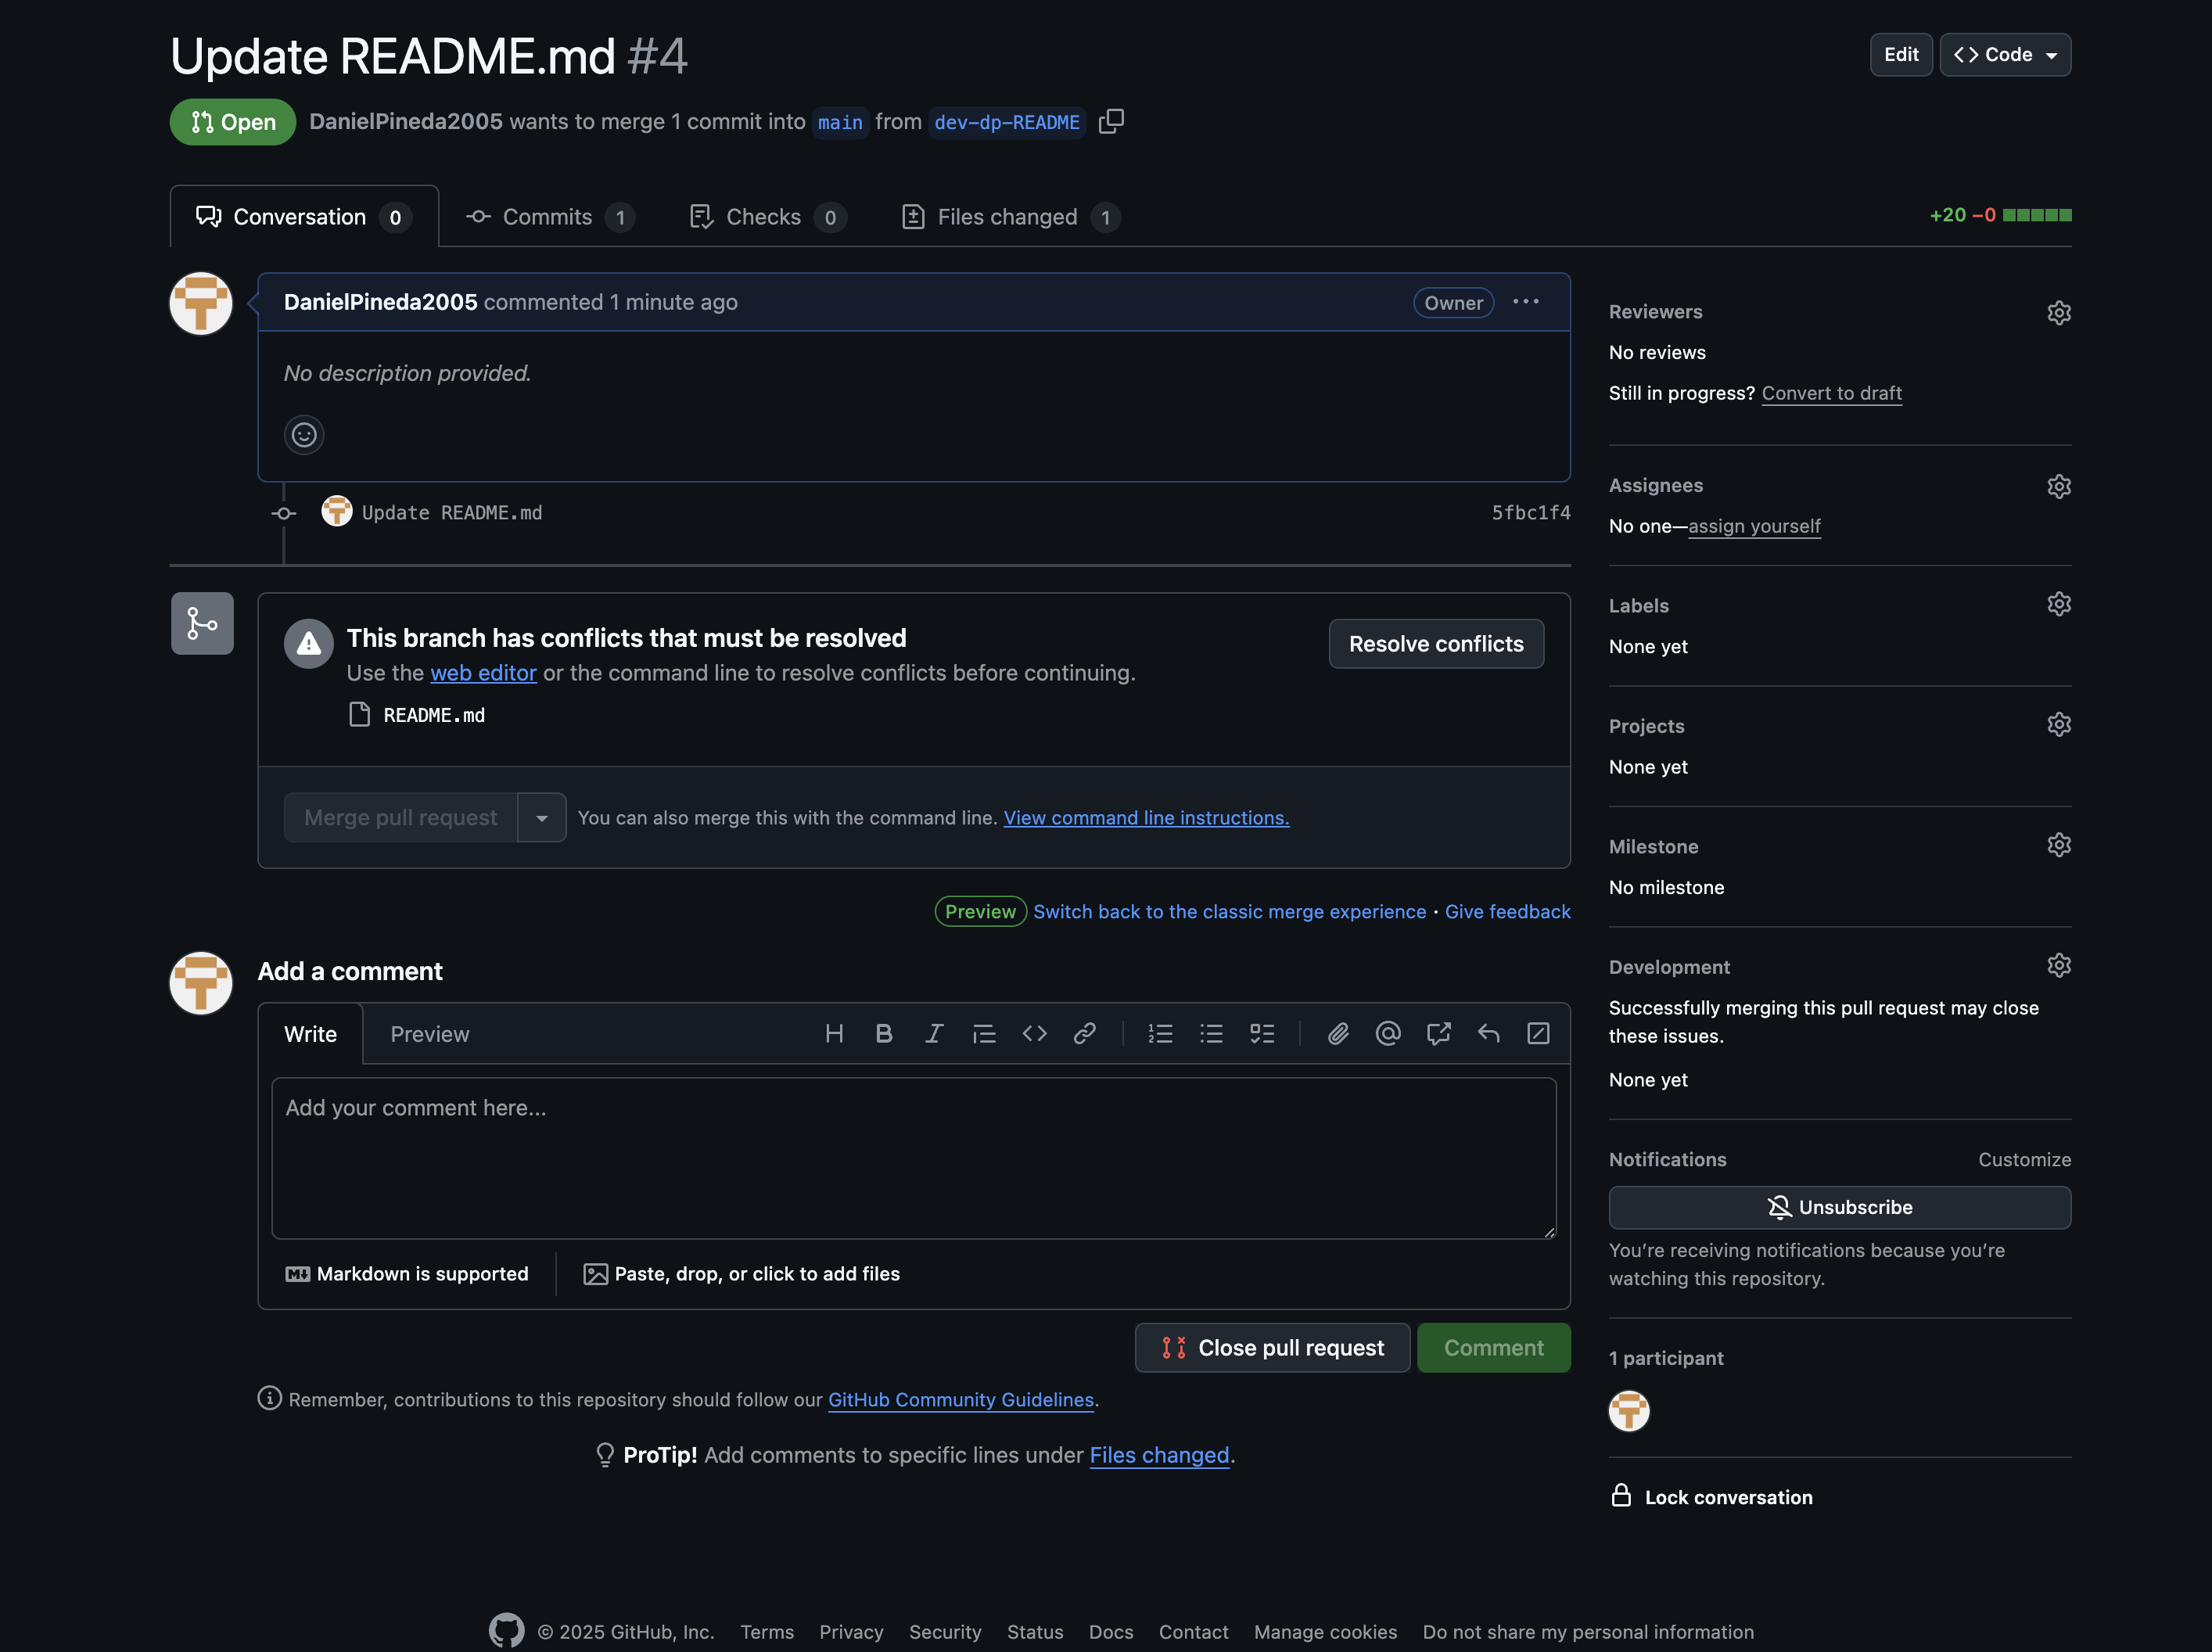 Update README.md #4
Edit
Code
Open
DanielPineda2005 wants to merge 1 commit into main from dev-dp-README
Conversation 0
Commits 1
Checks 0
Files changed 1
+20 −0
DanielPineda2005 commented 1 minute ago
Owner
No description provided.
Update README.md
5fbc1f4
This branch has conflicts that must be resolved
Use the web editor or the command line to resolve conflicts before continuing.
README.md
Resolve conflicts
Merge pull request
You can also merge this with the command line. View command line instructions.
Preview Switch back to the classic merge experience · Give feedback
Add a comment
Write
Preview
Add your comment here...
Markdown is supported
Paste, drop, or click to add files
Close pull request
Comment
Remember, contributions to this repository should follow our GitHub Community Guidelines.
ProTip! Add comments to specific lines under Files changed.
Reviewers
No reviews
Still in progress? Convert to draft
Assignees
No one—assign yourself
Labels
None yet
Projects
None yet
Milestone
No milestone
Development
Successfully merging this pull request may close
these issues.
None yet
Notifications
Customize
Unsubscribe
You’re receiving notifications because you’re
watching this repository.
1 participant
Lock conversation
© 2025 GitHub, Inc.
Terms
Privacy
Security
Status
Docs
Contact
Manage cookies
Do not share my personal information